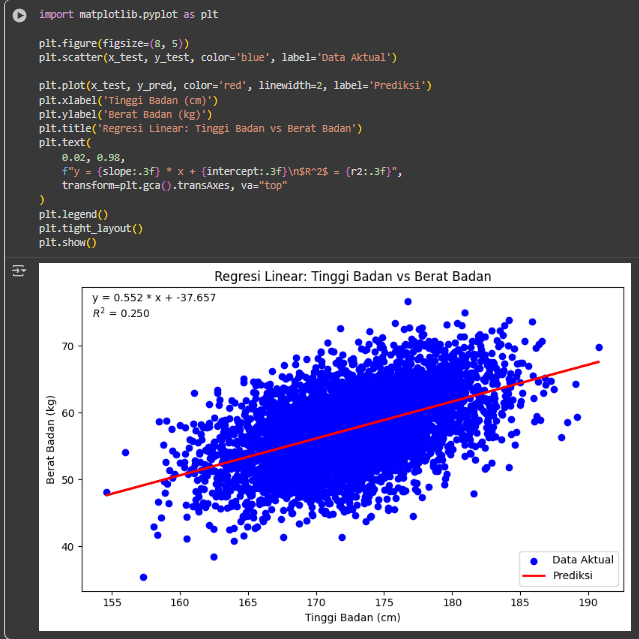 import matplotlib.pyplot as plt
plt.figure(figsize=(8, 5))
plt.scatter(x_test, y_test, color='blue', label='Data Aktual')
plt.plot(x_test, y_pred, color='red', linewidth=2, label='Prediksi')
plt.xlabel('Tinggi Badan (cm)')
plt.ylabel('Berat Badan (kg)')
plt.title('Regresi Linear: Tinggi Badan vs Berat Badan')
plt.text(
    0.02, 0.98,
    f"y = {slope:.3f} * x + {intercept:.3f}\n$R^2$ = {r2:.3f}",
    transform=plt.gca().transAxes, va="top"
)
plt.legend()
plt.tight_layout()
plt.show()
Regresi Linear: Tinggi Badan vs Berat Badan
y = 0.552 * x + -37.657
R² = 0.250
70
60
50
40
Berat Badan (kg)
Data Aktual
Prediksi
155 160 165 170 175 180 185 190
Tinggi Badan (cm)